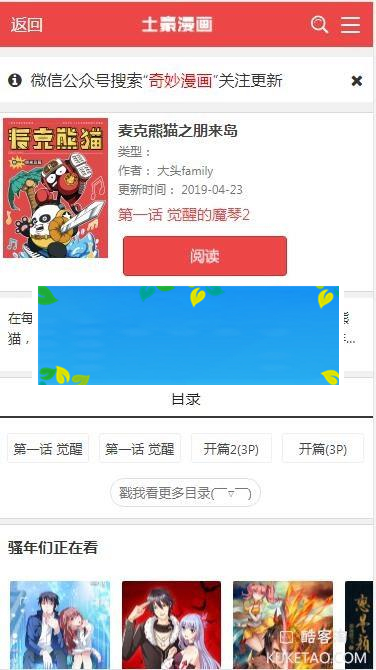 返回
土豪漫画
微信公众号搜索“奇妙漫画”关注更新
麦克熊猫
麦克熊猫之朋来岛
类型：
作者： 大头family
更新时间： 2019-04-23
第一话 觉醒的魔琴2
阅读
在每
熊
猫，
...
目录
第一话 觉醒
第一话 觉醒
开篇2(3P)
开篇(3P)
戳我看更多目录(￣▽￣)
骚年们正在看
酷客淘
KUKETAO.COM